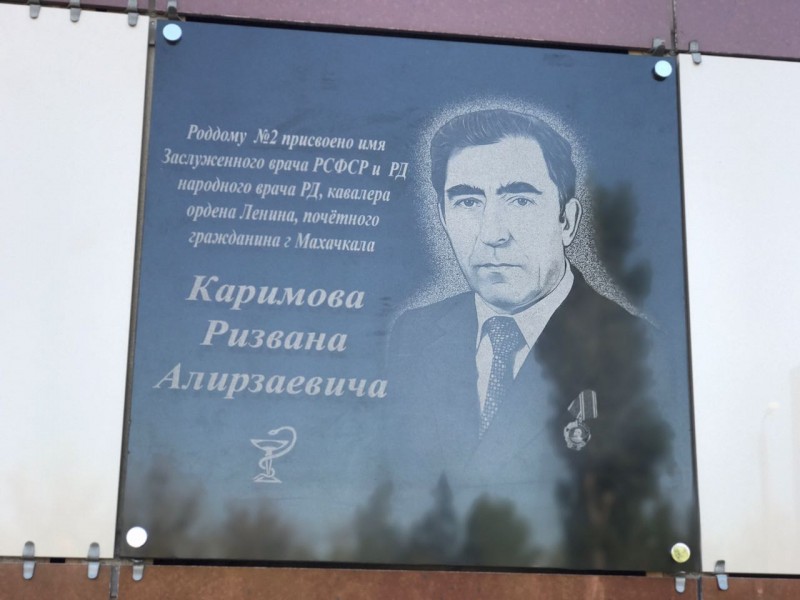 Роддому №2 присвоено имя
Заслуженного врача РСФСР и РД
народного врача РД, кавалера
ордена Ленина, почётного
гражданина г Махачкала
Каримова
Ризвана
Алирзаевича